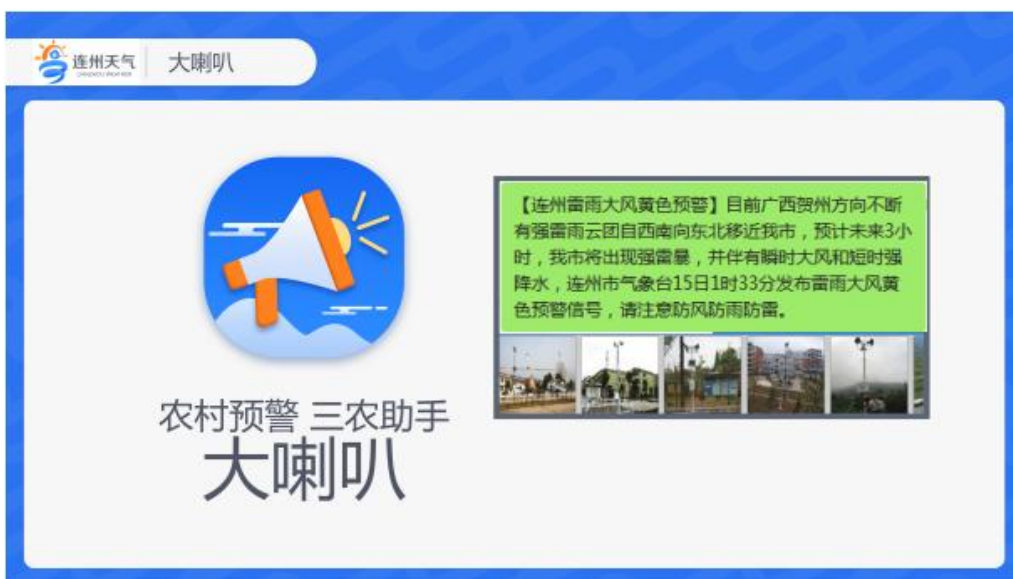 连州天气
大喇叭
【连州雷雨大风黄色预警】目前广西贺州方向不断
有强雷雨云团自西南向东北移近我市，预计未来3小
时，我市将出现强雷暴，并伴有瞬时大风和短时强
降水，连州市气象台15日1时33分发布雷雨大风黄
色预警信号，请注意防风防雨防雷。
农村预警 三农助手
大喇叭